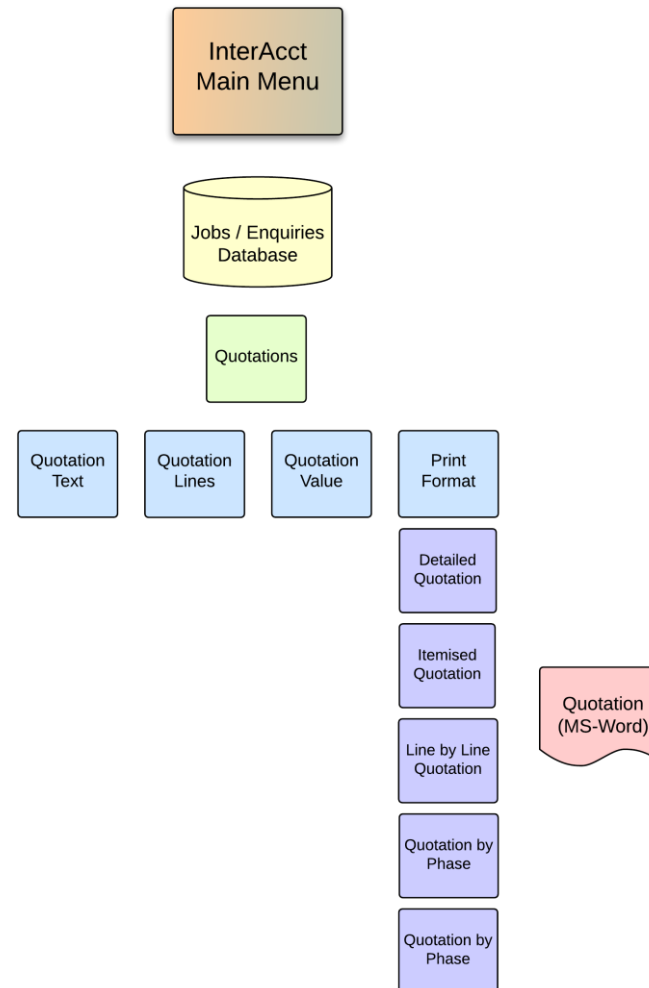 InterAcct
Main Menu
Jobs / Enquiries
Database
Quotations
Quotation
Text
Quotation
Lines
Quotation
Value
Print
Format
Detailed
Quotation
Itemised
Quotation
Quotation
(MS-Word)
Line by Line
Quotation
Quotation by
Phase
Quotation by
Phase